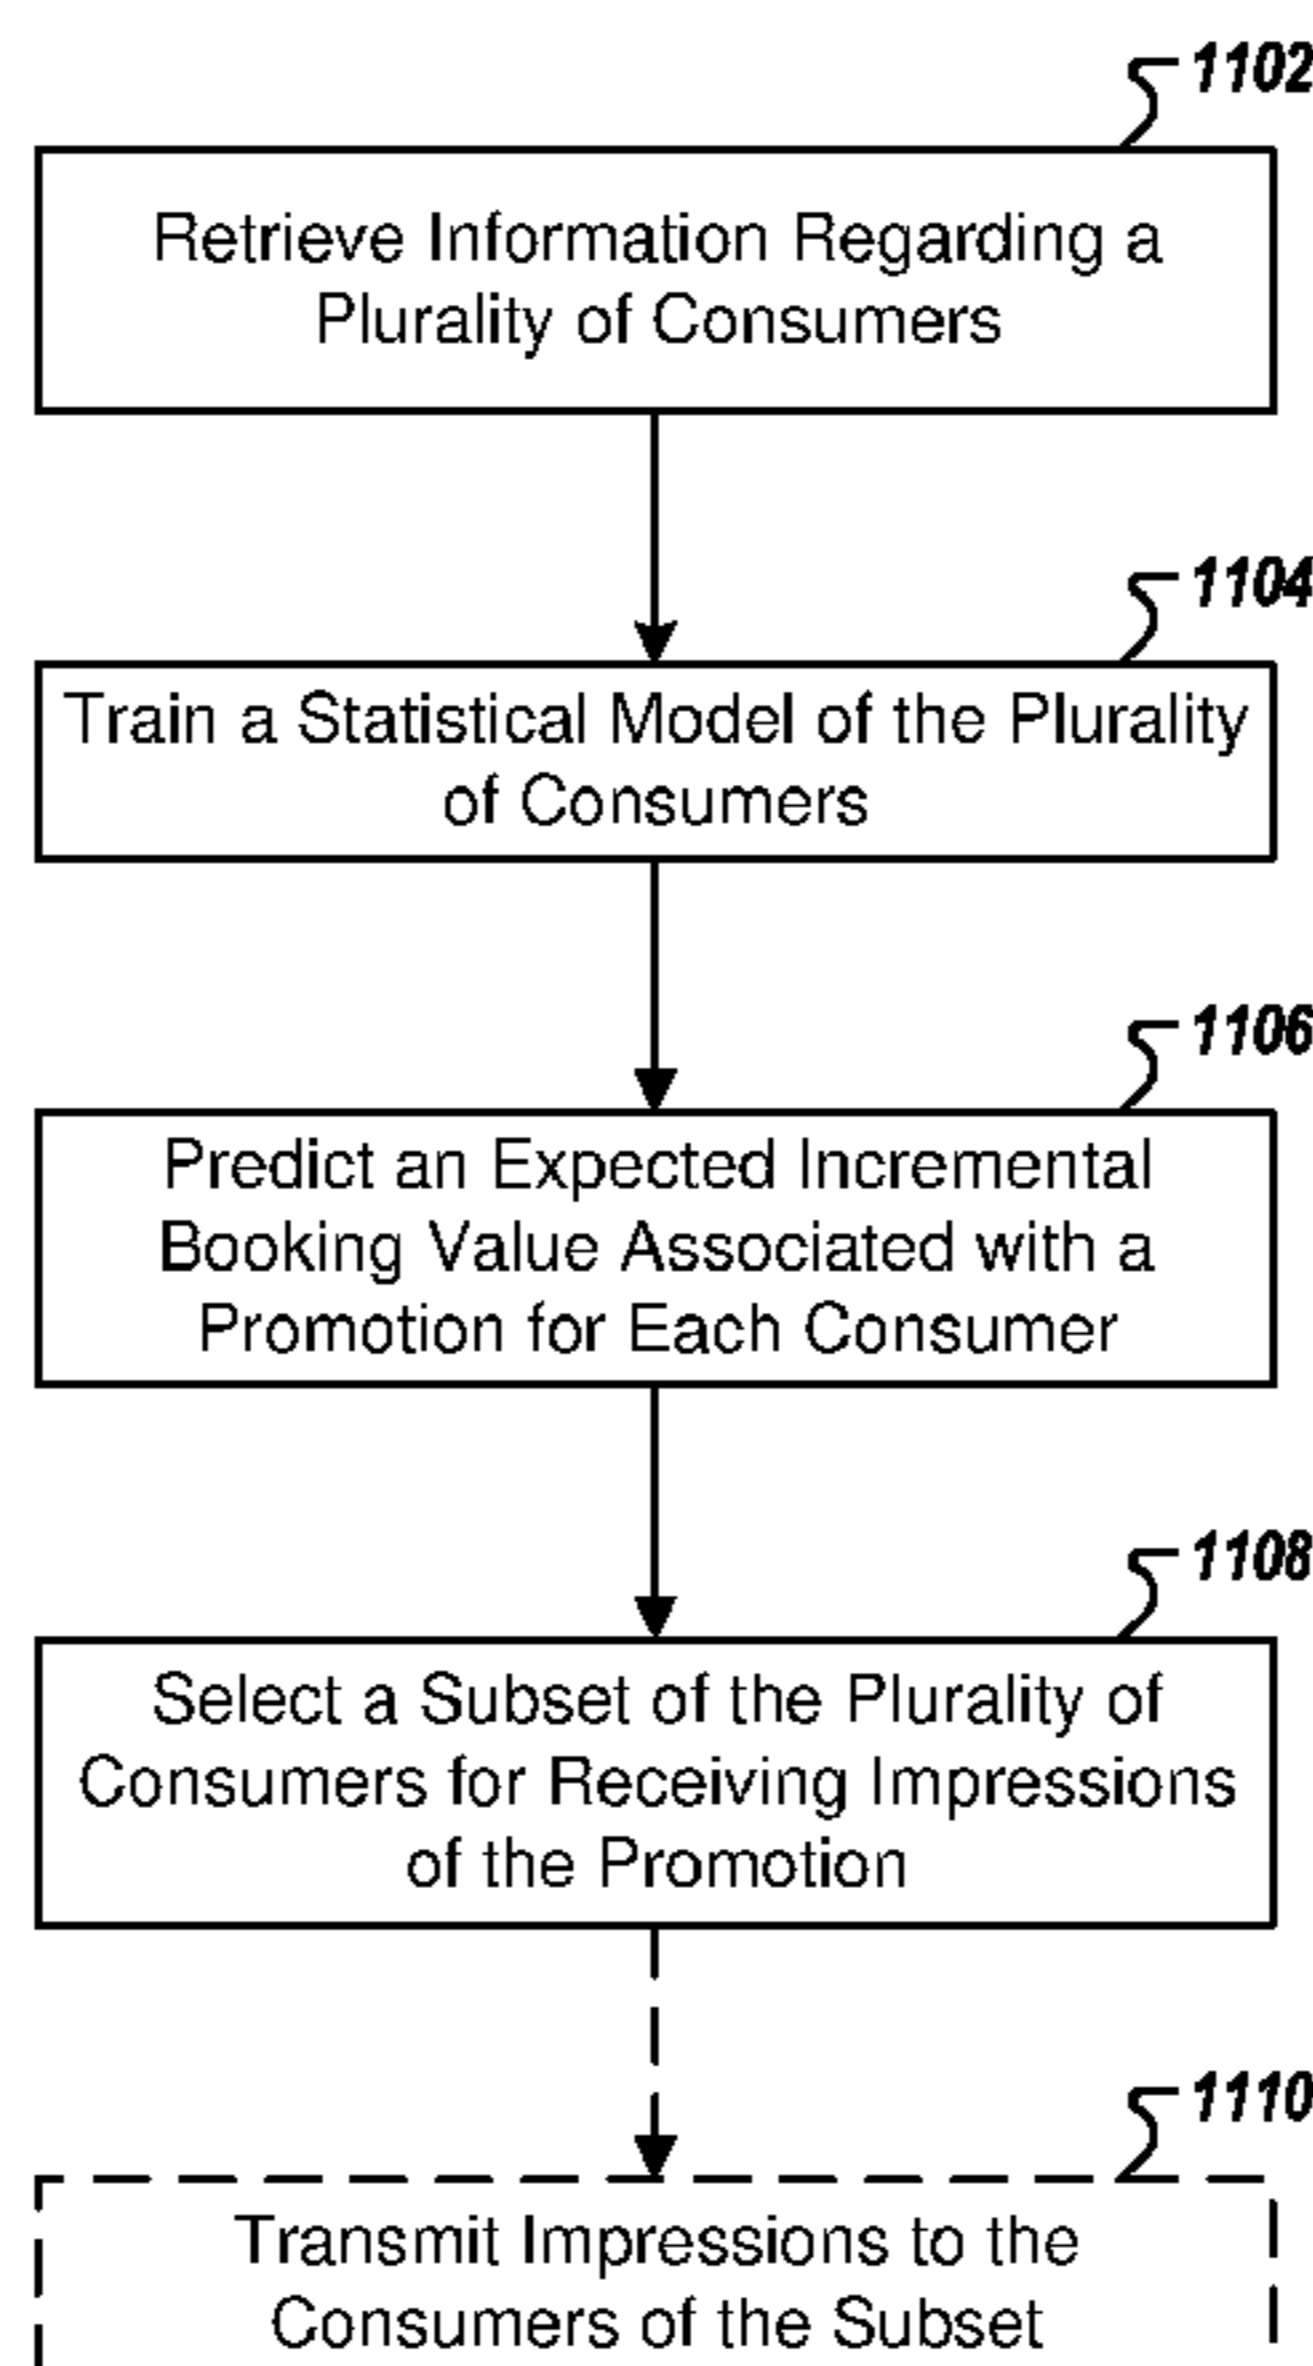 1102
Retrieve Information Regarding a
Plurality of Consumers
1104
Train a Statistical Model of the Plurality
of Consumers
1106
Predict an Expected Incremental
Booking Value Associated with a
Promotion for Each Consumer
1108
Select a Subset of the Plurality of
Consumers for Receiving Impressions
of the Promotion
1110
Transmit Impressions to the
Consumers of the Subset